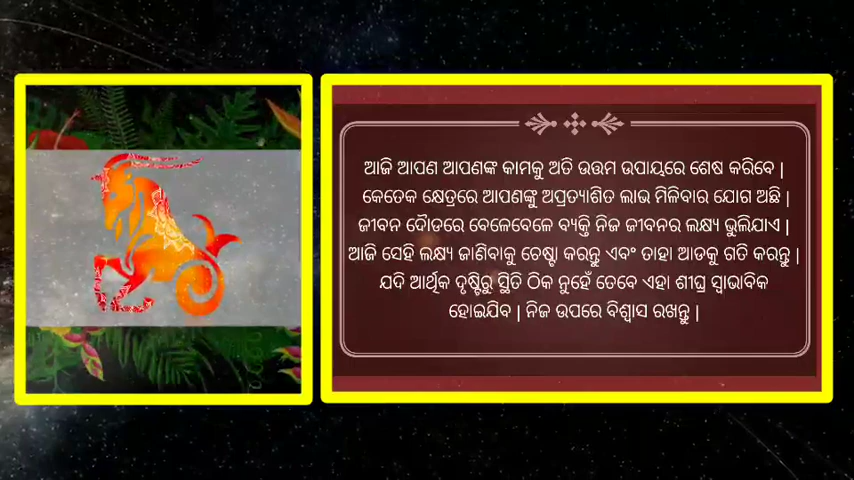 ଆଜି ଆପଣ ଆପଣଙ୍କ କାମକୁ ଅତି ଉତ୍ତମ ଉପାୟରେ ଶେଷ କରିବେ |
କେତେକ କ୍ଷେତ୍ରରେ ଆପଣଙ୍କୁ ଅପ୍ରତ୍ୟାଶିତ ଲାଭ ମିଳିବାର ଯୋଗ ଅଛି |
ଜୀବନ ଦୌଡରେ ବେଳେବେଳେ ବ୍ୟକ୍ତି ନିଜ ଜୀବନର ଲକ୍ଷ୍ୟ ଭୁଲିଯାଏ |
ଆଜି ସେହି ଲକ୍ଷ୍ୟ ଜାଣିବାକୁ ଚେଷ୍ଟା କରନ୍ତୁ ଏବଂ ତାହା ଆଡକୁ ଗତି କରନ୍ତୁ |
ଯଦି ଆର୍ଥିକ ଦୃଷ୍ଟିରୁ ସ୍ଥିତି ଠିକ ନୁହେଁ ତେବେ ଏହା ଶୀଘ୍ର ସ୍ୱାଭାବିକ
ହୋଇଯିବ | ନିଜ ଉପରେ ବିଶ୍ୱାସ ରଖନ୍ତୁ |